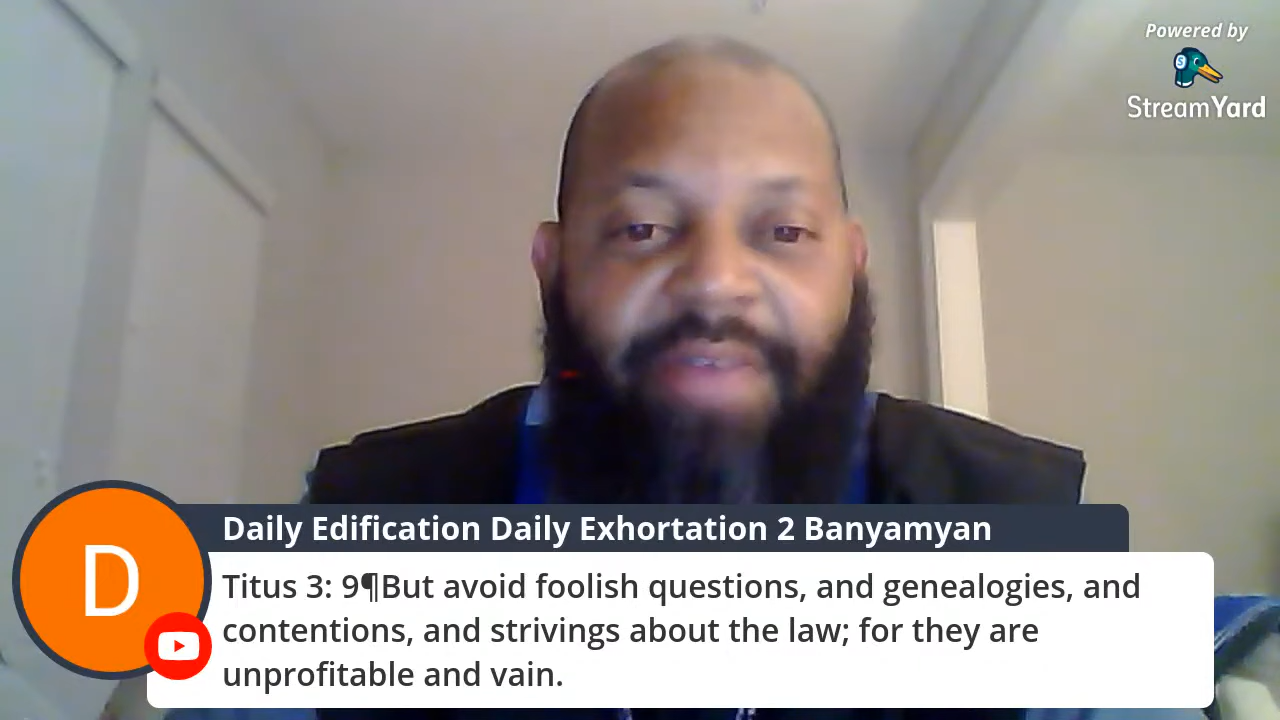 Powered by
StreamYard
Daily Edification Daily Exhortation 2 Banyamyan
D
Titus 3: 9¶But avoid foolish questions, and genealogies, and
contentions, and strivings about the law; for they are
unprofitable and vain.